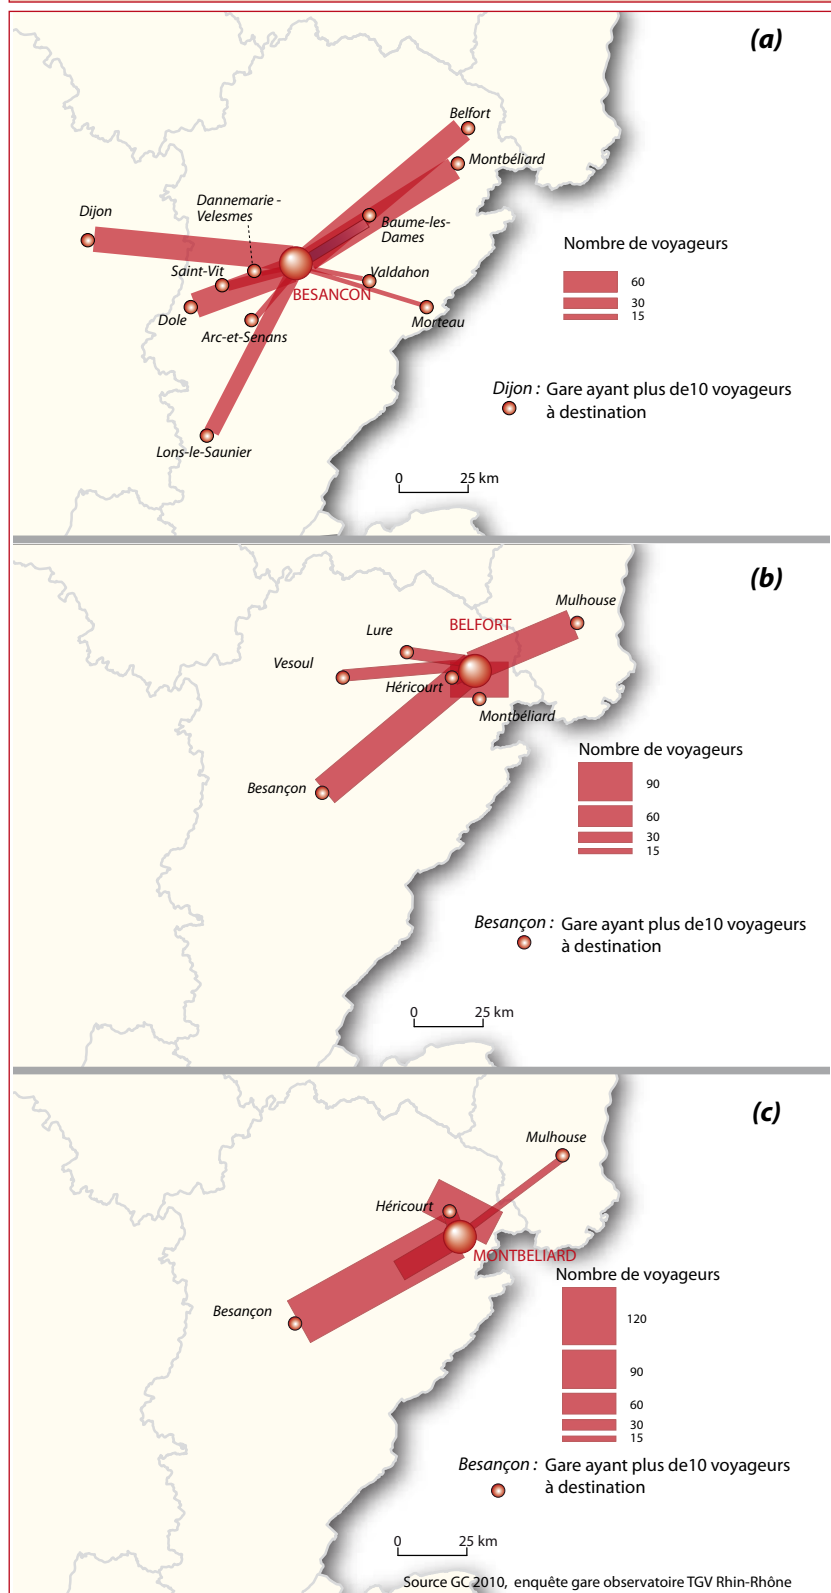 (a)
Belfort
Montbéliard
Dannemarie -
Velesmes
Dijon
Baume-les-
Dames
Saint-Vit
Valdahon
BESANCON
Dole
Arc-et-Senans
Morteau
Lons-le-Saunier
Nombre de voyageurs
60
30
15
Dijon : Gare ayant plus de10 voyageurs
à destination
0 25 km
(b)
Mulhouse
BELFORT
Lure
Vesoul
Héricourt
Montbéliard
Besançon
Nombre de voyageurs
90
60
30
15
Besançon : Gare ayant plus de10 voyageurs
à destination
0 25 km
(c)
Mulhouse
Héricourt
MONTBELIARD
Besançon
Nombre de voyageurs
120
90
60
30
15
Besançon : Gare ayant plus de10 voyageurs
à destination
0 25 km
Source GC 2010, enquête gare observatoire TGV Rhin-Rhône